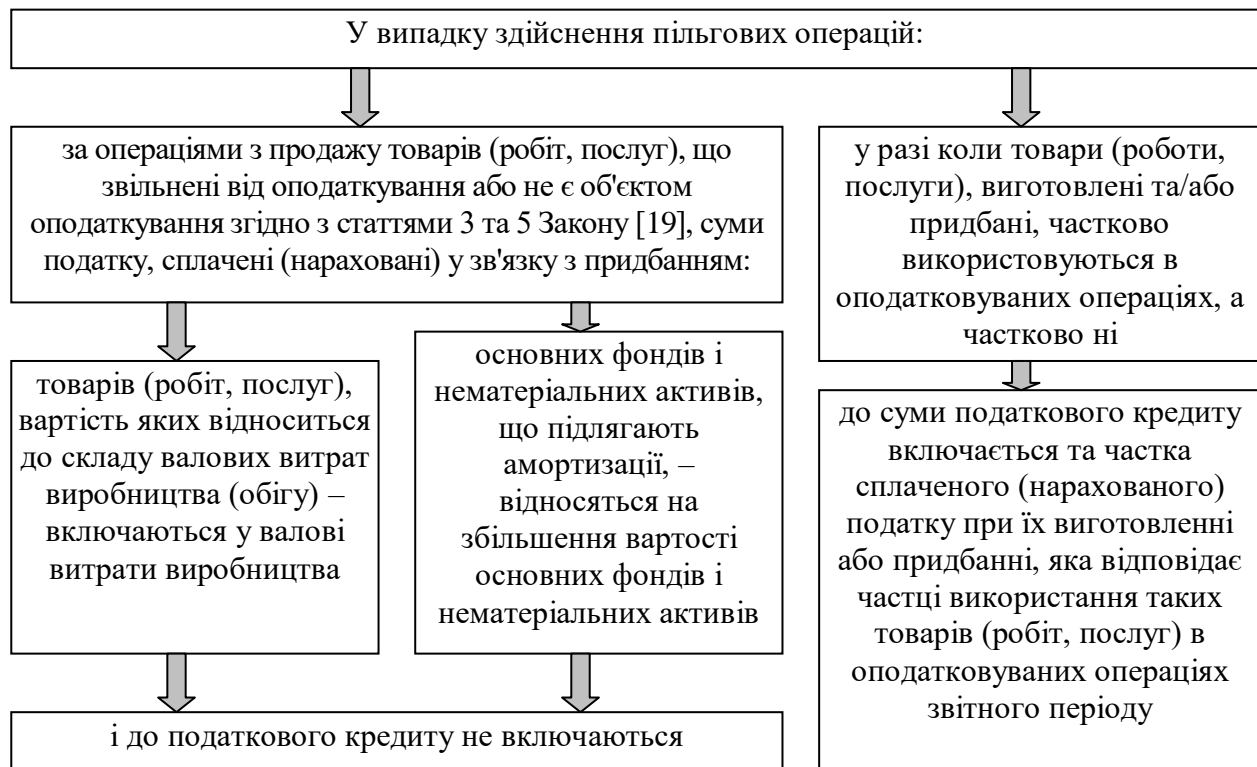 У випадку здійснення пільгових операцій:
за операціями з продажу товарів (робіт, послуг), що
звільнені від оподаткування або не є об'єктом
оподаткування згідно з статтями 3 та 5 Закону [19], суми
податку, сплачені (нараховані) у зв'язку з придбанням:
товарів (робіт, послуг),
вартість яких відноситься
до складу валових витрат
виробництва (обігу) –
включаються у валові
витрати виробництва
основних фондів і
нематеріальних активів,
що підлягають
амортизації, –
відносяться на
збільшення вартості
основних фондів і
нематеріальних активів
і до податкового кредиту не включаються
у разі коли товари (роботи,
послуги), виготовлені та/або
придбані, частково
використовуються в
оподатковуваних операціях, а
частково ні
до суми податкового кредиту
включається та частка
сплаченого (нарахованого)
податку при їх виготовленні
або придбанні, яка відповідає
частці використання таких
товарів (робіт, послуг) в
оподатковуваних операціях
звітного періоду